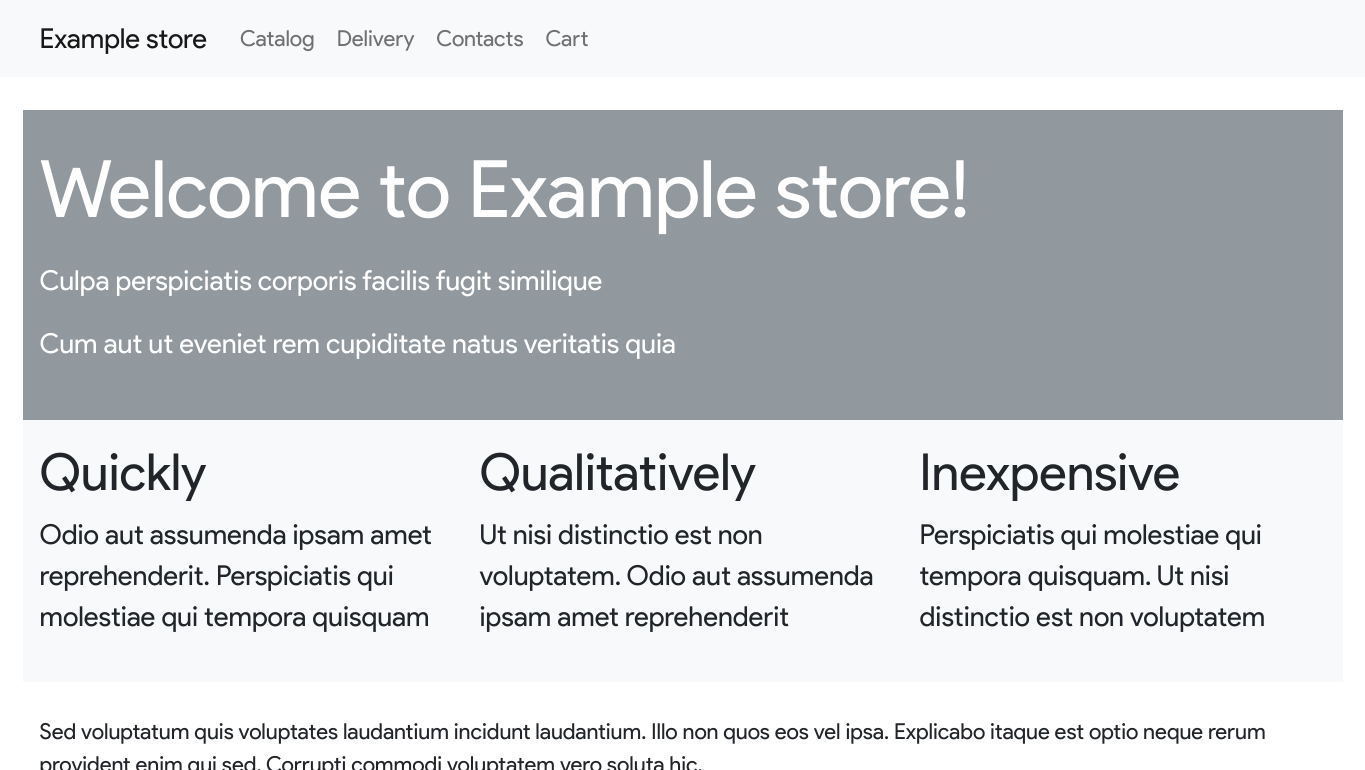 Example store
Catalog
Delivery
Contacts
Cart
Welcome to Example store!
Culpa perspiciatis corporis facilis fugit similique
Cum aut ut eveniet rem cupiditate natus veritatis quia
Quickly
Odio aut assumenda ipsam amet
reprehenderit. Perspiciatis qui
molestiae qui tempora quisquam
Qualitatively
Ut nisi distinctio est non
voluptatem. Odio aut assumenda
ipsam amet reprehenderit
Inexpensive
Perspiciatis qui molestiae qui
tempora quisquam. Ut nisi
distinctio est non voluptatem
Sed voluptatum quis voluptates laudantium incidunt laudantium. Illo non quos eos vel ipsa. Explicabo itaque est optio neque rerum
provident enim qui sed. Corrupti commodi voluptatem vero soluta hic.